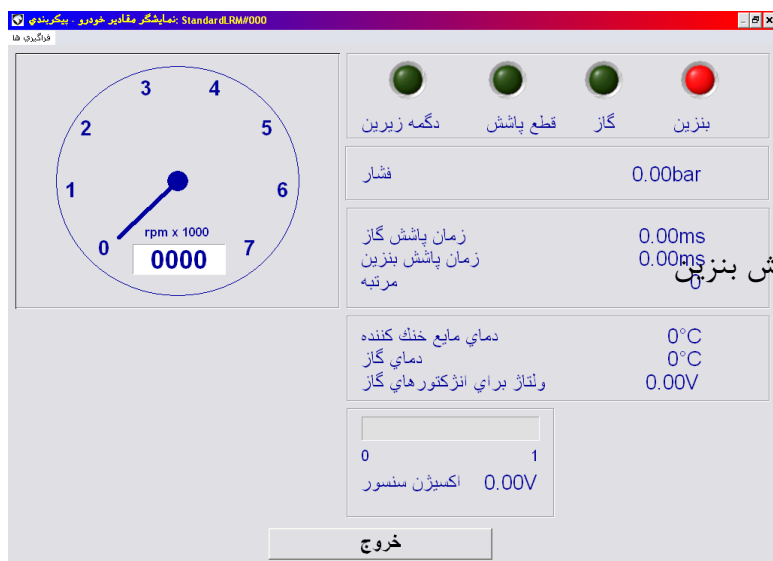 نمايشگر مقادير خودرو . بيكربندي: StandardLRM#000
فراگيري ها
0
1
2
3
4
5
6
7
rpm x 1000
0000
بنزين
گاز
قطع پاشش
دگمه زيرين
فشار 0.00bar
زمان پاشش گاز 0.00ms
زمان پاشش بنزين 0.00ms
مرتبه 0
ش بنزين
دماي مايع خنك كننده 0°C
دماي گاز 0°C
ولتاژ براي انژكتورهاي گاز 0.00V
0 1
اكسيژن سنسور 0.00V
خروج